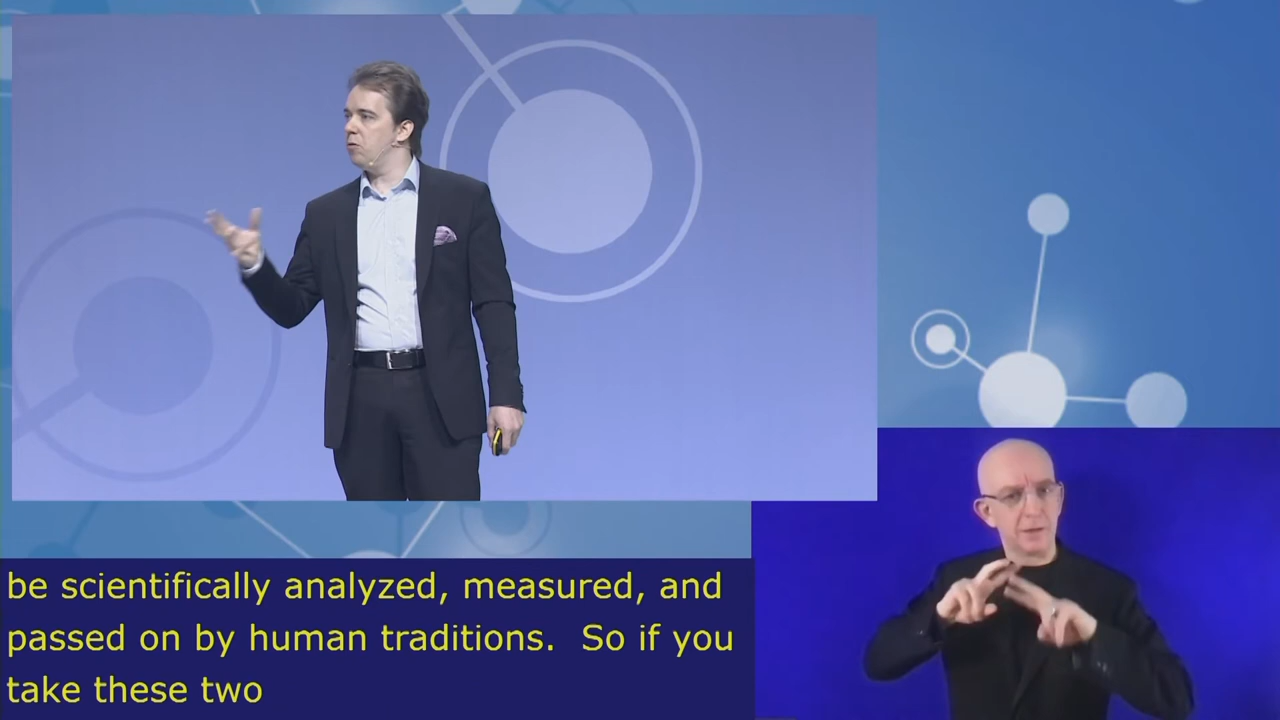 be scientifically analyzed, measured, and
passed on by human traditions.  So if you
take these two